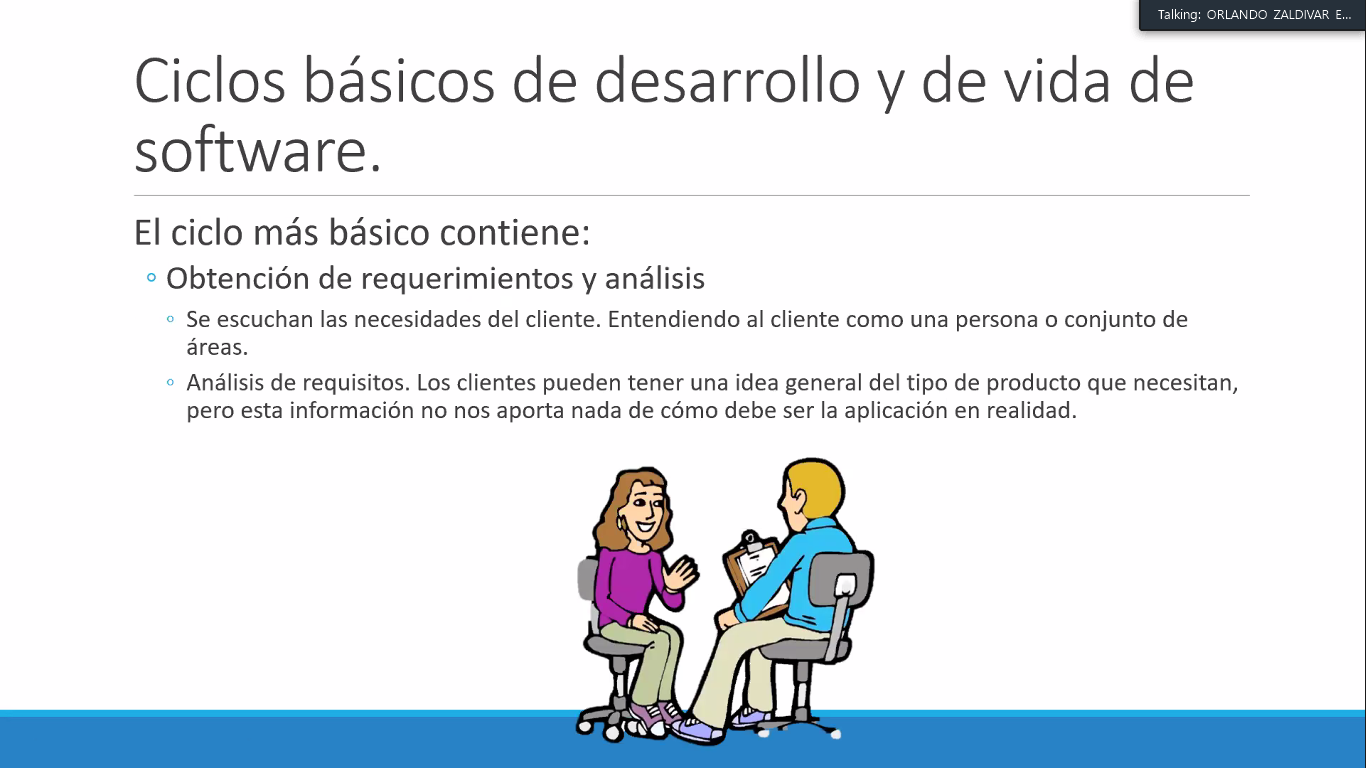 Talking: ORLANDO ZALDIVAR E...
Ciclos básicos de desarrollo y de vida de
software.
El ciclo más básico contiene:
◦ Obtención de requerimientos y análisis
◦ Se escuchan las necesidades del cliente. Entendiendo al cliente como una persona o conjunto de
áreas.
◦ Análisis de requisitos. Los clientes pueden tener una idea general del tipo de producto que necesitan,
pero esta información no nos aporta nada de cómo debe ser la aplicación en realidad.